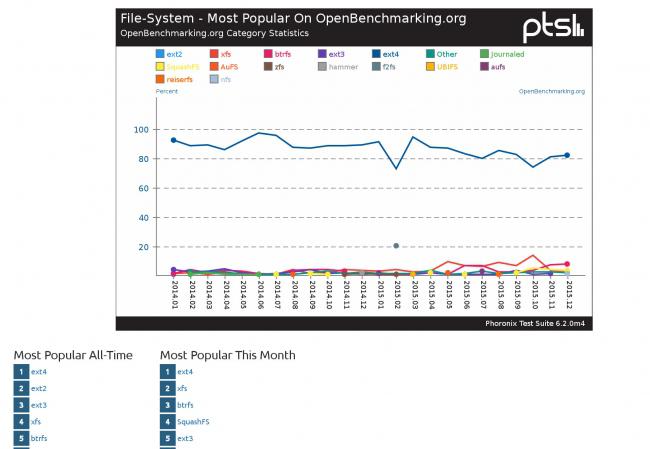 File-System - Most Popular On OpenBenchmarking.org
OpenBenchmarking.org Category Statistics
pts
ext2 xfs btrfs ext3 ext4 Other Journaled
SquashFS AuFS zfs hammer f2fs UBIFS aufs
reiserfs nfs
Percent OpenBenchmarking.org
100
80
60
40
20
2014.01 2014.02 2014.03 2014.04 2014.05 2014.06 2014.07 2014.08 2014.09 2014.10 2014.11 2014.12 2015.01 2015.02 2015.03 2015.04 2015.05 2015.06 2015.07 2015.08 2015.09 2015.10 2015.11 2015.12
Phoronix Test Suite 6.2.0m4
Most Popular All-Time Most Popular This Month
1 ext4 1 ext4
2 ext2 2 xfs
3 ext3 3 btrfs
4 xfs 4 SquashFS
5 btrfs 5 ext3